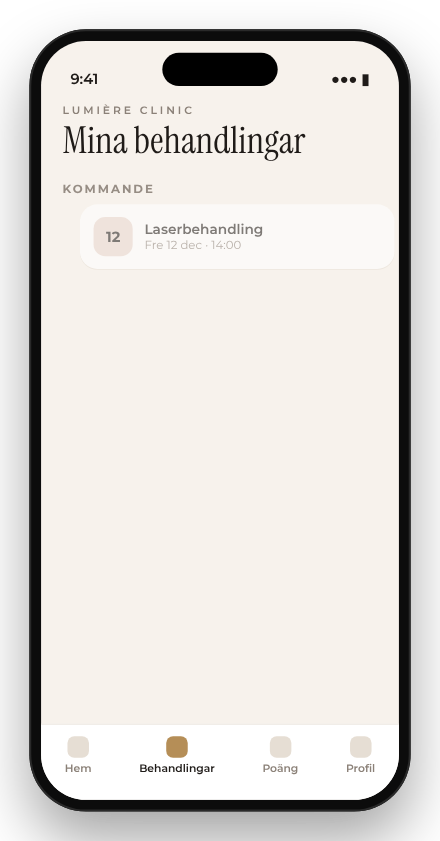 9:41
LUMIÈRE CLINIC
Mina behandlingar
KOMMANDE
12
Laserbehandling
Fre 12 dec · 14:00
Hem
Behandlingar
Poäng
Profil